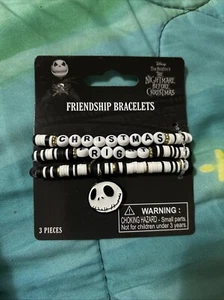 Disney
TIM BURTON'S
THE
NIGHTMARE
BEFORE
CHRISTMAS
FRIENDSHIP BRACELETS
CHRISTMAS
RIG
3 PIECES
WARNING:
CHOKING HAZARD - Small parts.
Not for children under 3 years.